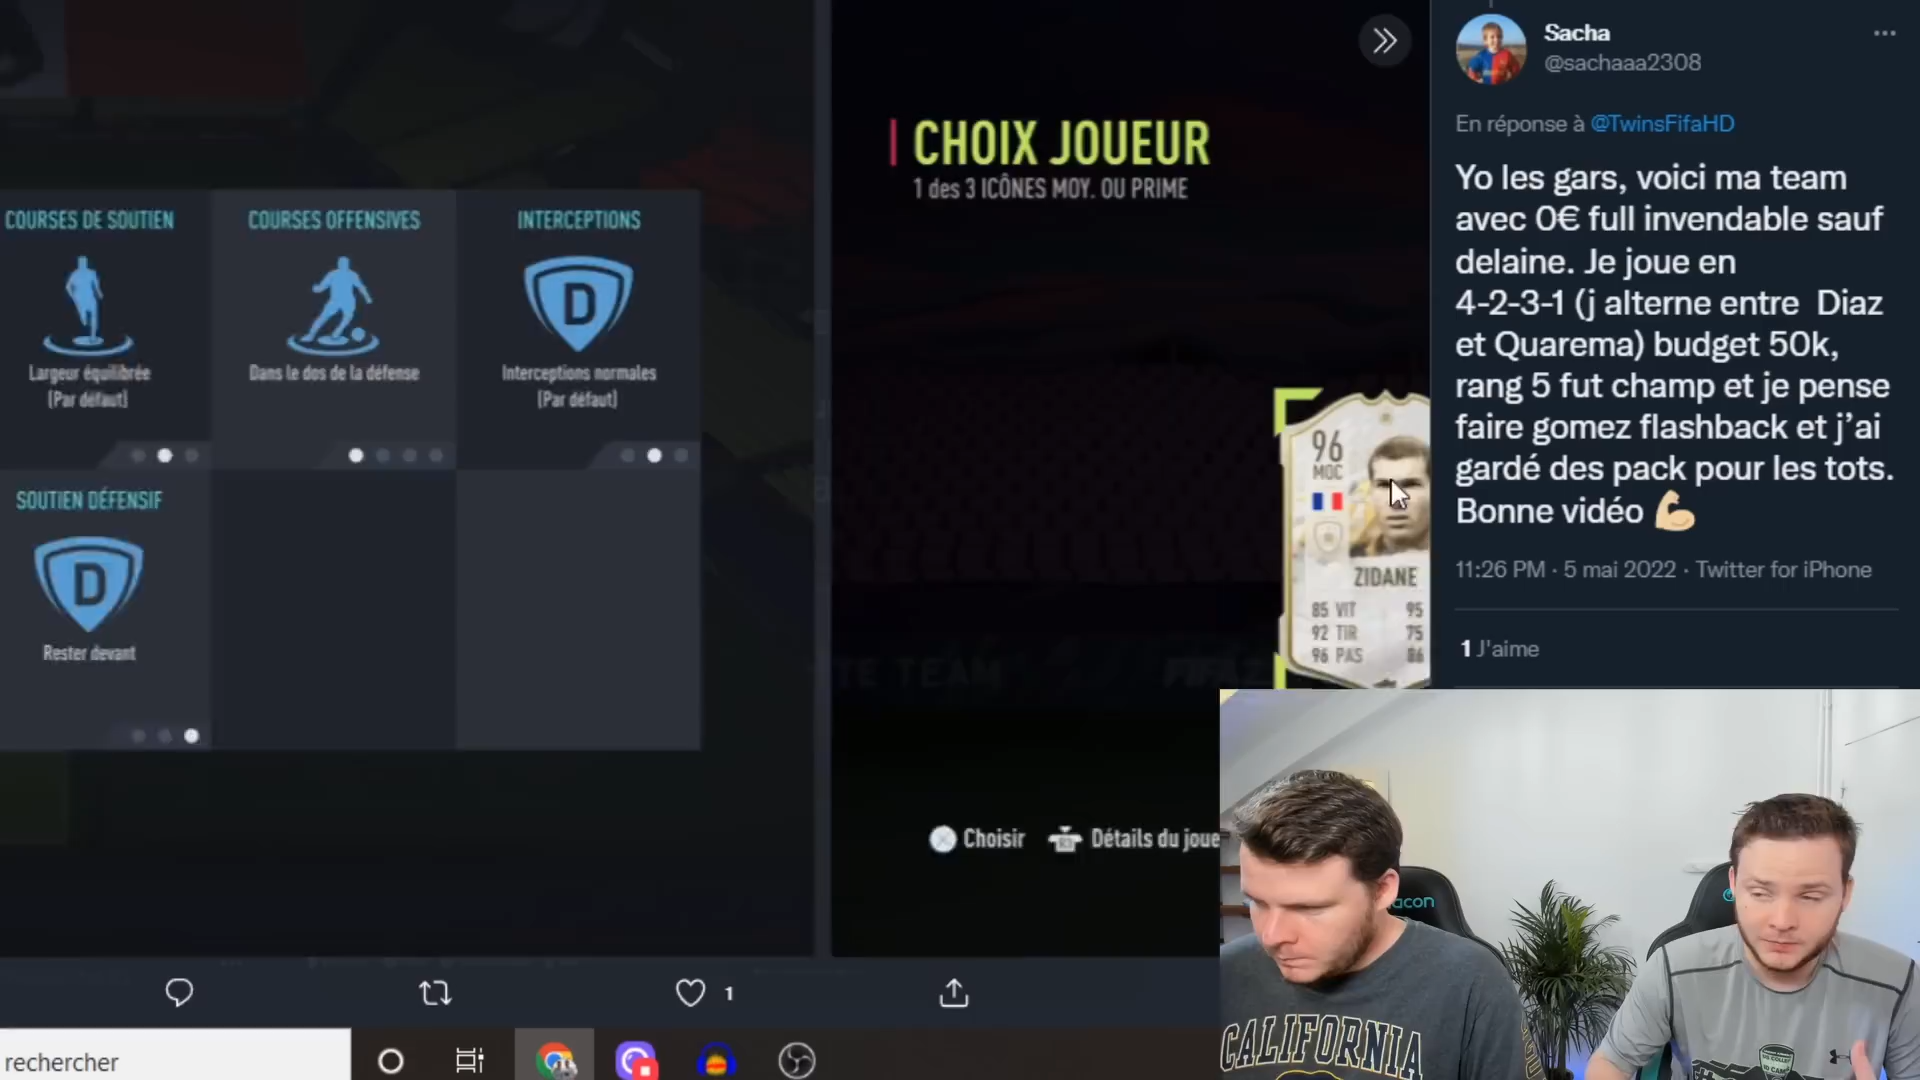 COURSES DE SOUTIEN
Largeur équilibrée
(Par défaut)
COURSES OFFENSIVES
Dans le dos de la défense
INTERCEPTIONS
D
Interceptions normales
(Par défaut)
SOUTIEN DÉFENSIF
D
Rester devant
CHOIX JOUEUR
1 des 3 ICÔNES MOY. OU PRIME
96
MOC
ZIDANE
85 VIT 95
92 TIR 75
96 PAS 86
TE TEAM
FIFA
Choisir
Détails du joue
Sacha
@sachaaa2308
En réponse à @TwinsFifaHD
Yo les gars, voici ma team
avec 0€ full invendable sauf
delaine. Je joue en
4-2-3-1 (j alterne entre Diaz
et Quarema) budget 50k,
rang 5 fut champ et je pense
faire gomez flashback et j’ai
gardé des pack pour les tots.
Bonne vidéo 💪🏼
11:26 PM · 5 mai 2022 · Twitter for iPhone
1 J'aime
1
rechercher
acon
CALIFORNIA